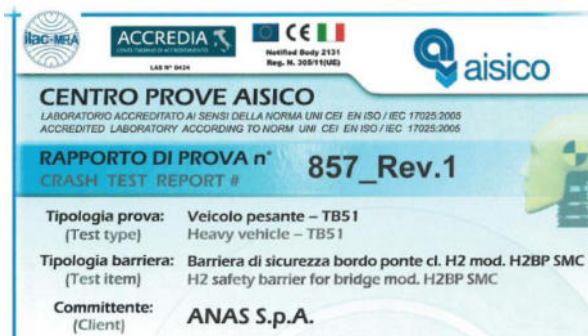 ilac-MRA
ACCREDIA
L'ENTE ITALIANO DI ACCREDITAMENTO
LAB N° 0424
CE
Notified Body 2131
Reg. N. 305/11(UE)
aisico
CENTRO PROVE AISICO
LABORATORIO ACCREDITATO AI SENSI DELLA NORMA UNI CEI EN ISO / IEC 17025:2005
ACCREDITED LABORATORY ACCORDING TO NORM UNI CEI EN ISO / IEC 17025:2005
RAPPORTO DI PROVA n° 857_Rev.1
CRASH TEST REPORT #
Tipologia prova: Veicolo pesante – TB51
(Test type) Heavy vehicle – TB51
Tipologia barriera: Barriera di sicurezza bordo ponte cl. H2 mod. H2BP SMC
(Test item) H2 safety barrier for bridge mod. H2BP SMC
Committente: ANAS S.p.A.
(Client)